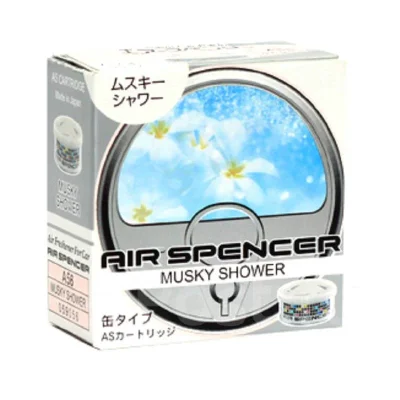 ムスキー
シャワー
AIR SPENCER
MUSKY SHOWER
缶タイプ
ASカートリッジ
AS CARTRIDGE
Made in Japan
MUSKY
SHOWER
Air Freshener For Car
AIR SPENCER
MUSKY SHOWER